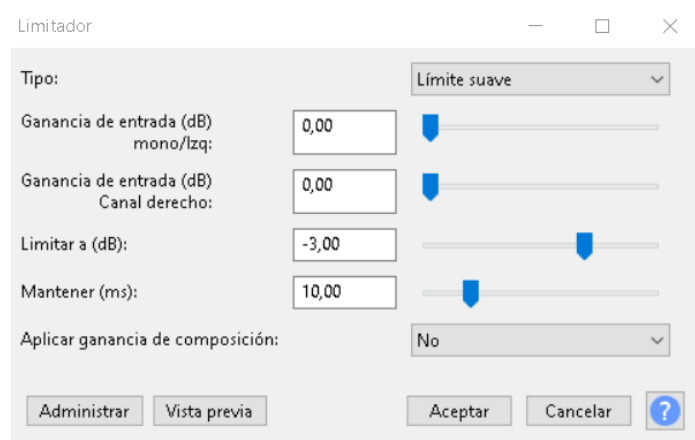 Limitador
Tipo:
Límite suave
Ganancia de entrada (dB)
mono/Izq:
0,00
Ganancia de entrada (dB)
Canal derecho:
0,00
Limitar a (dB):
-3,00
Mantener (ms):
10,00
Aplicar ganancia de composición:
No
Administrar
Vista previa
Aceptar
Cancelar
?